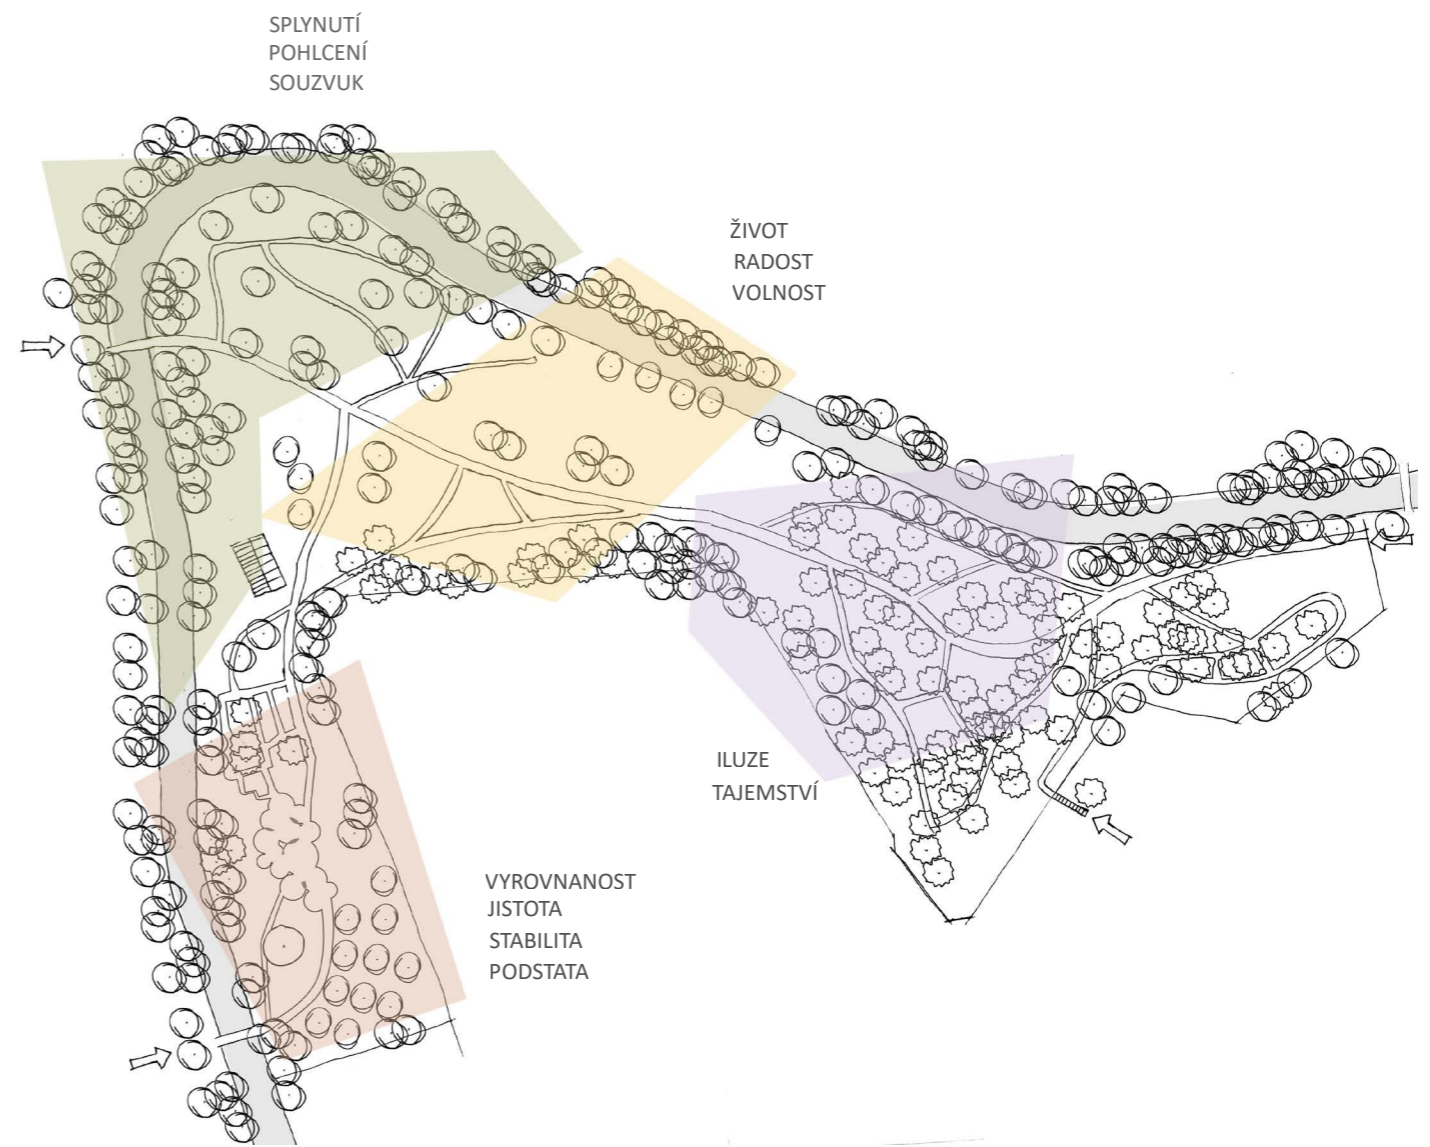 SPLYNUTÍ
POHLCENÍ
SOUZVUK
ŽIVOT
RADOST
VOLNOST
ILUZE
TAJEMSTVÍ
VYROVNANOST
JISTOTA
STABILITA
PODSTATA